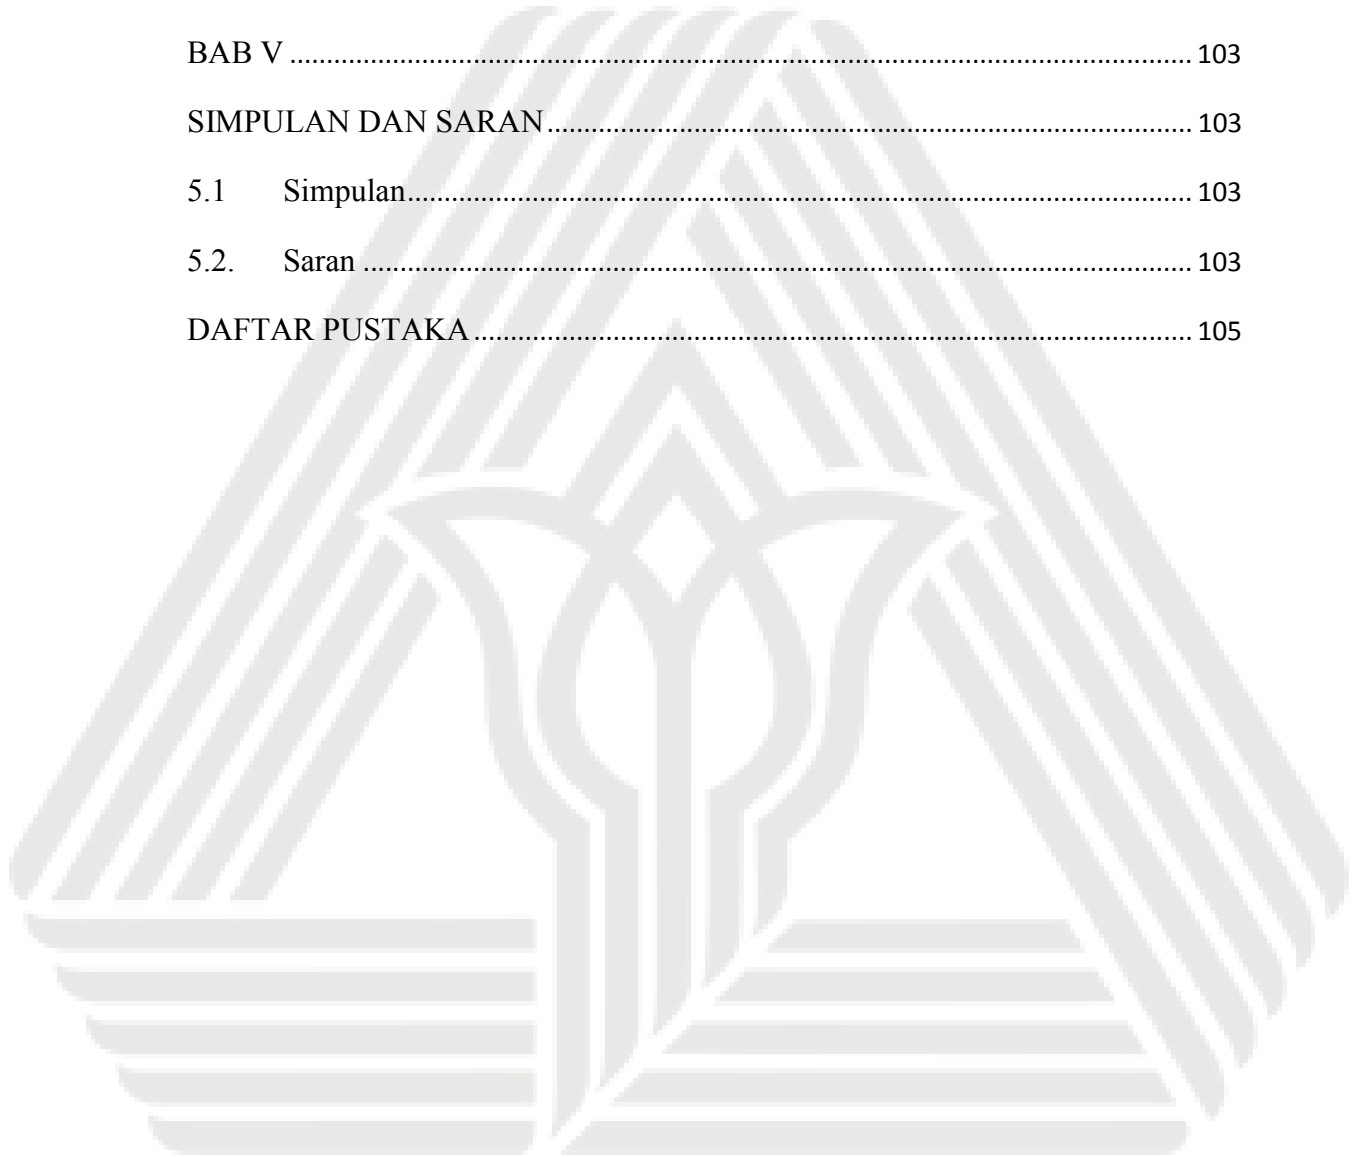 BAB V ........................................................................................................................ 103
SIMPULAN DAN SARAN ...................................................................................... 103
5.1 Simpulan ......................................................................................................... 103
5.2. Saran ............................................................................................................... 103
DAFTAR PUSTAKA ................................................................................................ 105